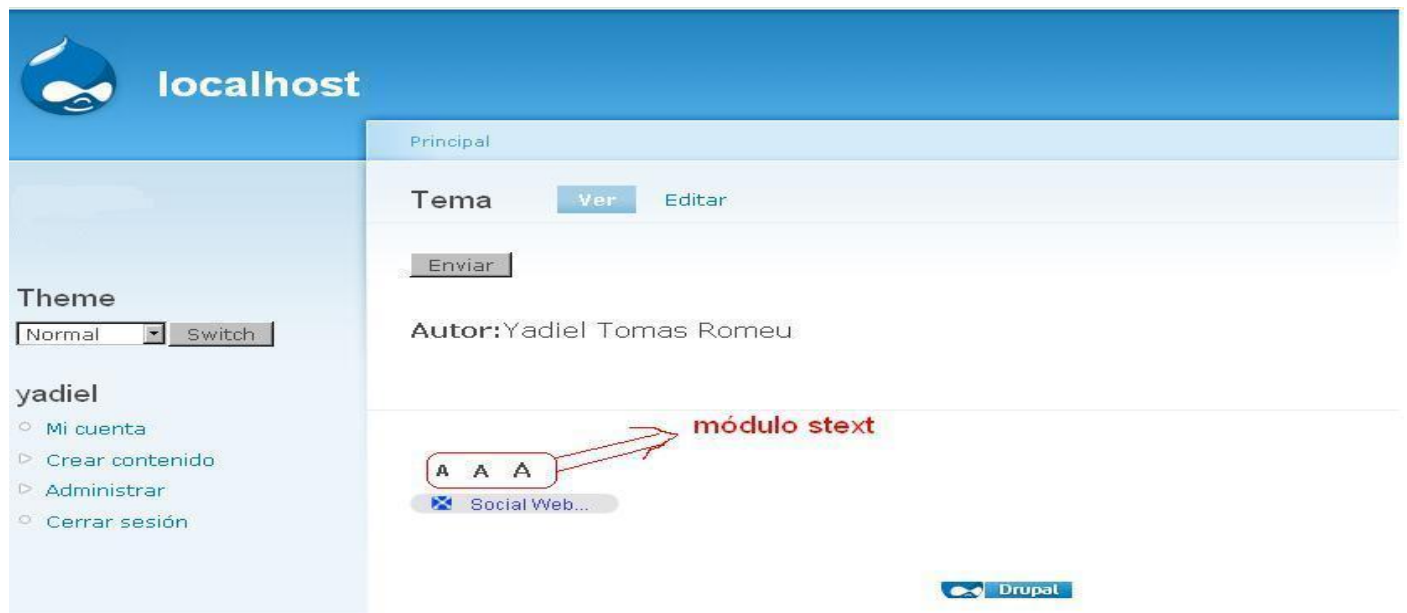 localhost
Principal
Tema Ver Editar
Enviar
Theme
Normal Switch
Autor:Yadiel Tomas Romeu
yadiel
Mi cuenta
Crear contenido
Administrar
Cerrar sesión
módulo stext
A A A
Social Web...
Drupal